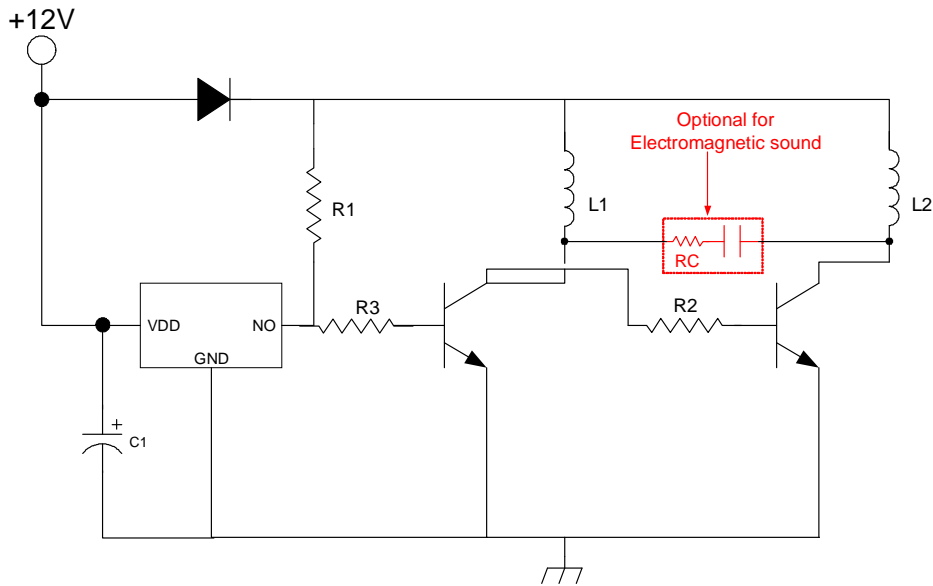 +12V
Optional for
Electromagnetic sound
R1
L1
L2
RC
R3
R2
VDD
NO
GND
+
C1